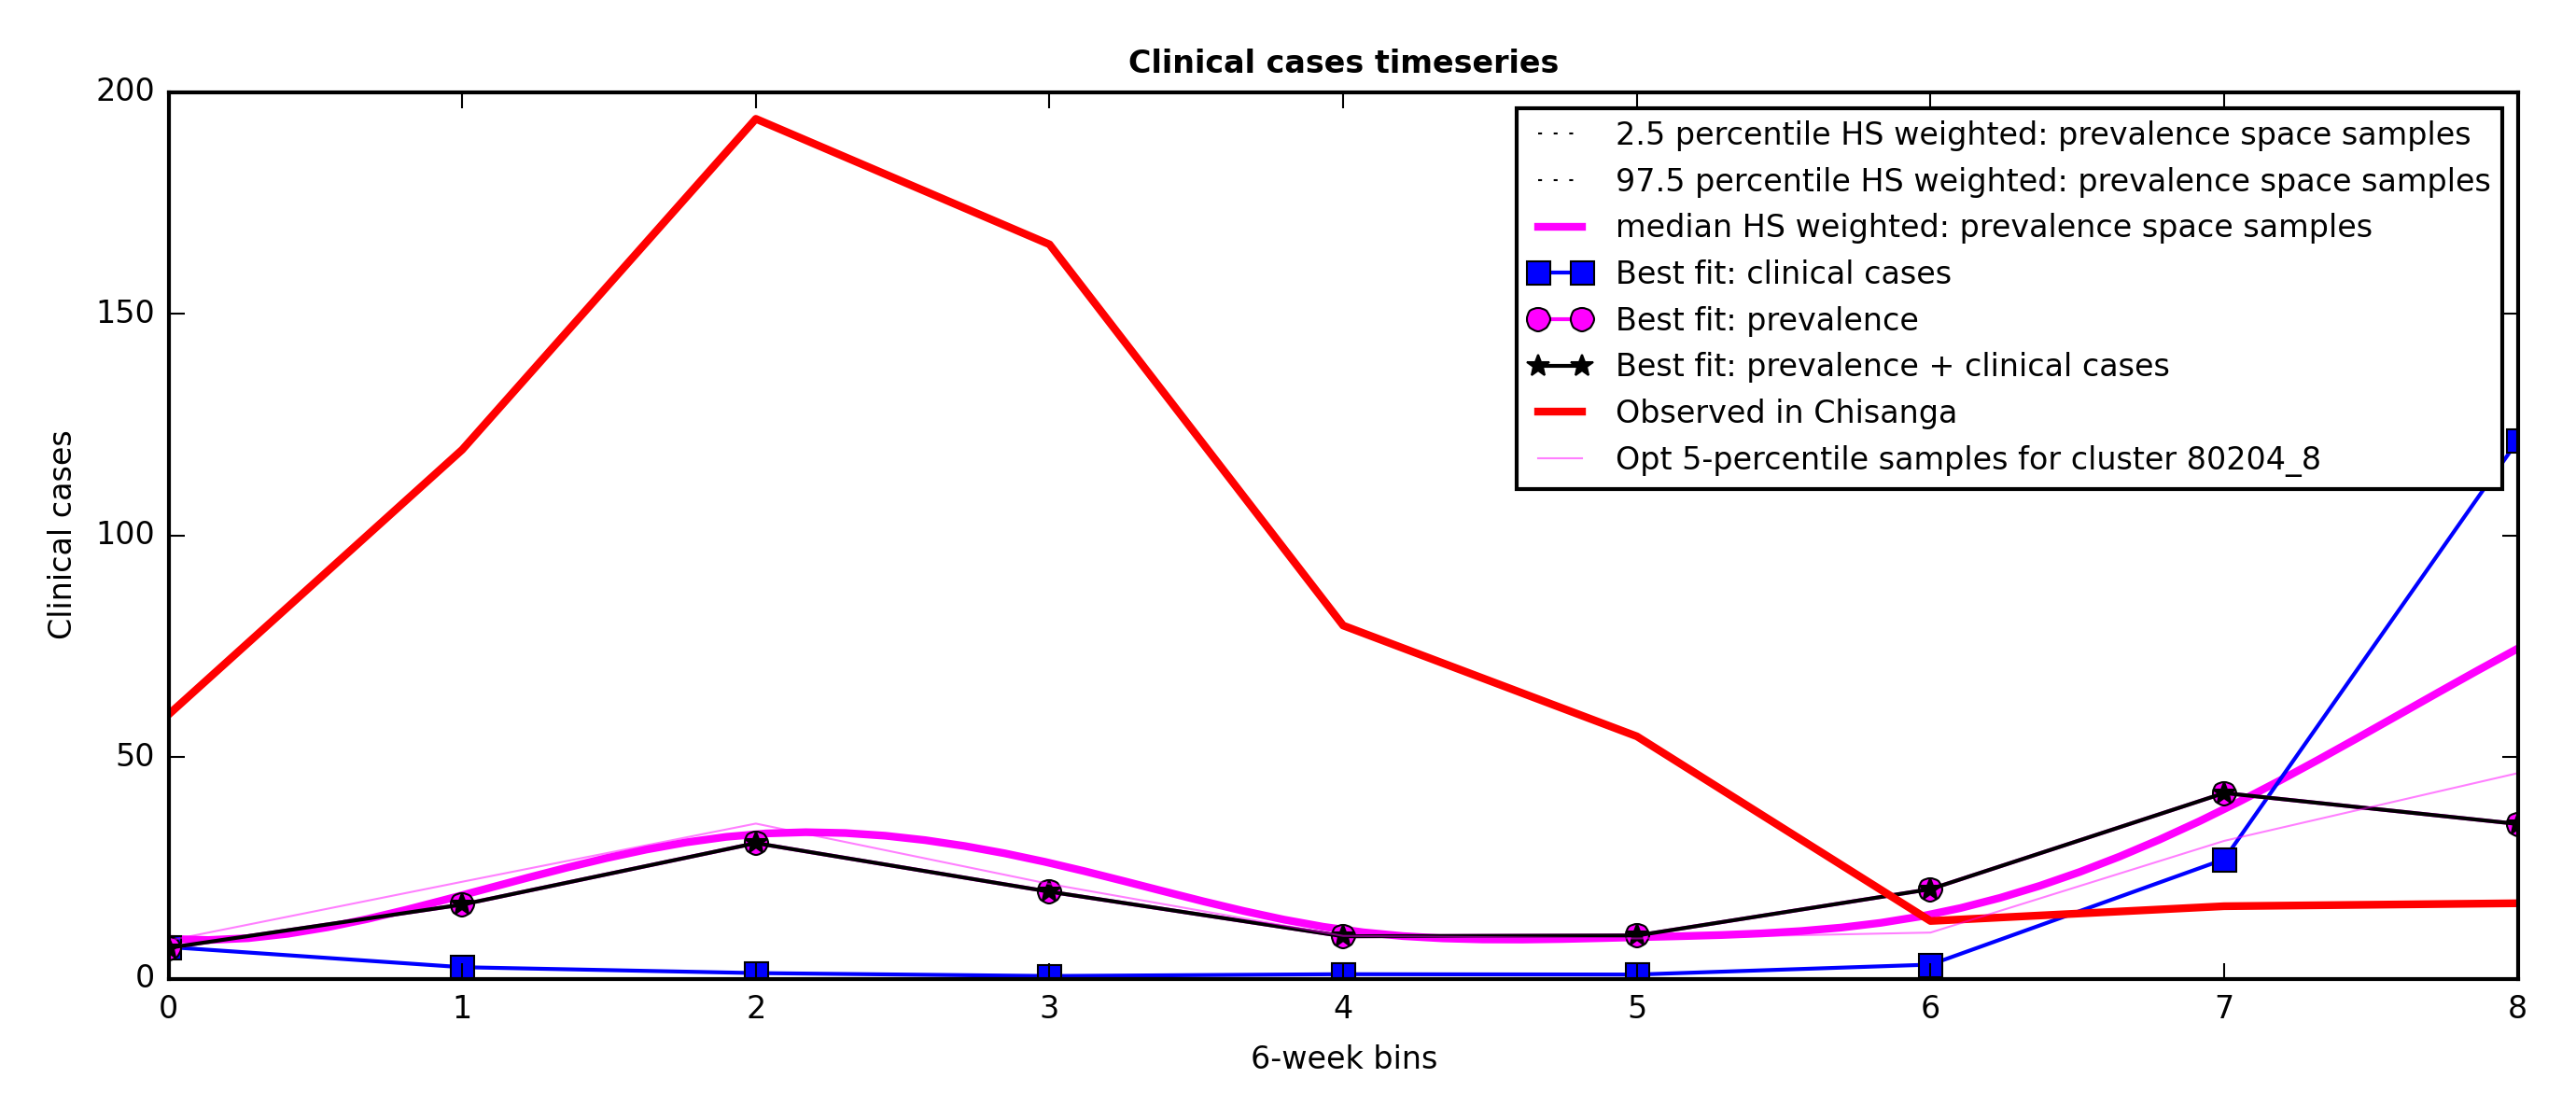 Clinical cases timeseries
200
150
100
50
0
Clinical cases
2.5 percentile HS weighted: prevalence space samples
97.5 percentile HS weighted: prevalence space samples
median HS weighted: prevalence space samples
Best fit: clinical cases
Best fit: prevalence
Best fit: prevalence + clinical cases
Observed in Chisanga
Opt 5-percentile samples for cluster 80204_8
0 1 2 3 4 5 6 7 8
6-week bins